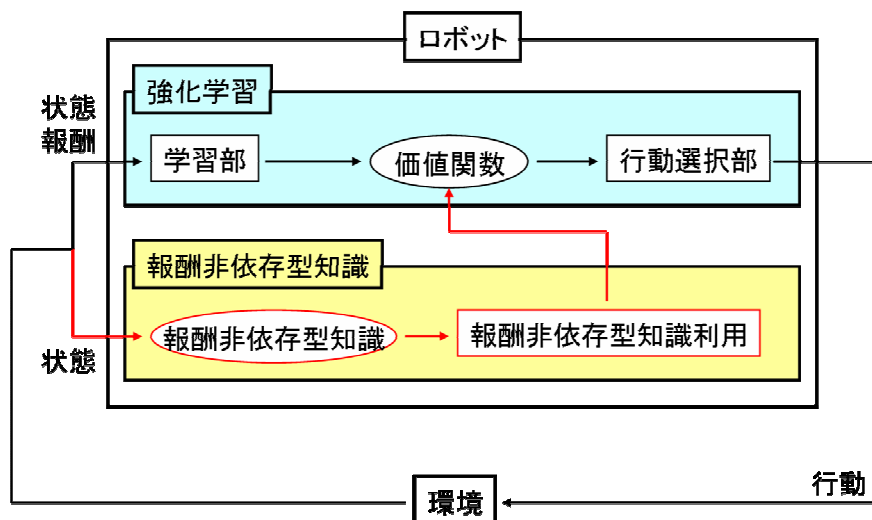 ロボット
強化学習
状態
報酬
学習部
価値関数
行動選択部
報酬非依存型知識
報酬非依存型知識
報酬非依存型知識利用
状態
行動
環境